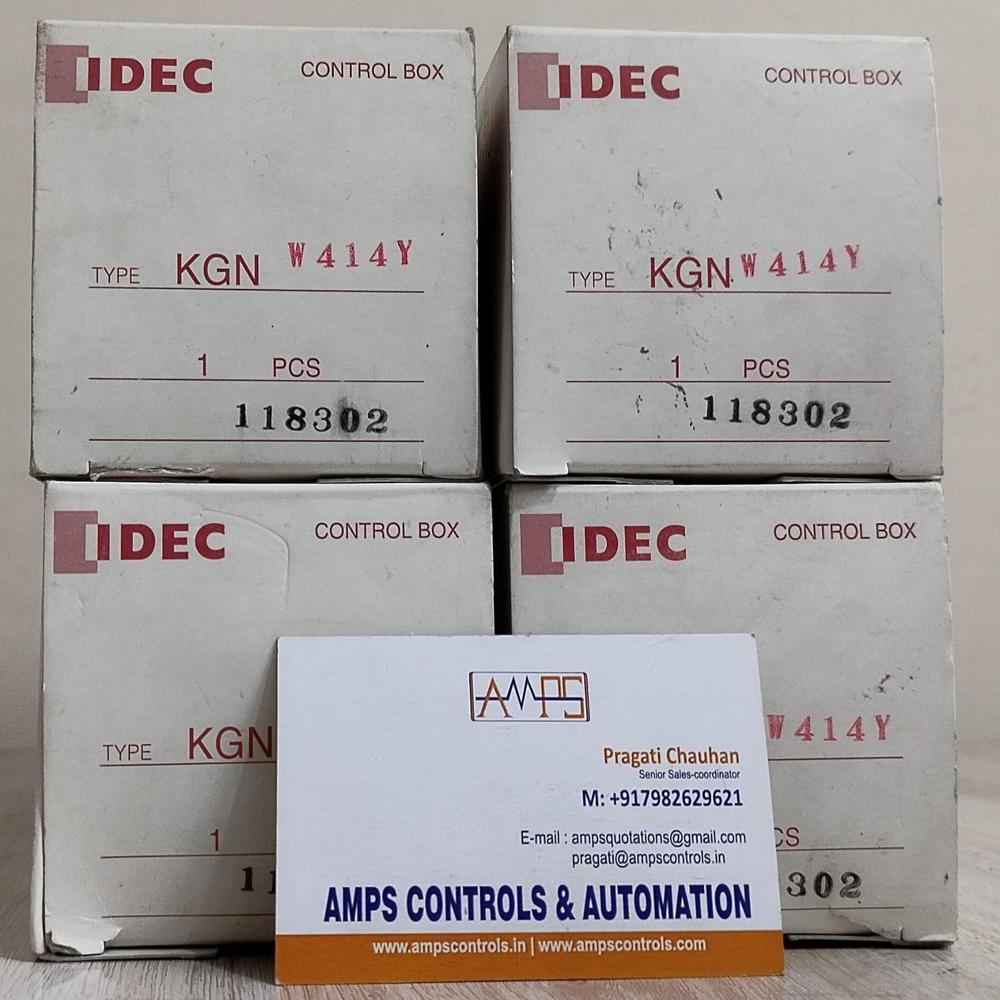 IDEC CONTROL BOX
TYPE KGN W414Y
1 PCS
118302
IDEC CONTROL BOX
TYPE KGN W414Y
1 PCS
118302
IDEC CONTROL BOX
TYPE KGN
1
11
IDEC CONTROL BOX
W414Y
CS
302
AMPS
Pragati Chauhan
Senior Sales-coordinator
M: +917982629621
E-mail : ampsquotations@gmail.com
pragati@ampscontrols.in
AMPS CONTROLS & AUTOMATION
www.ampscontrols.in | www.ampscontrols.com